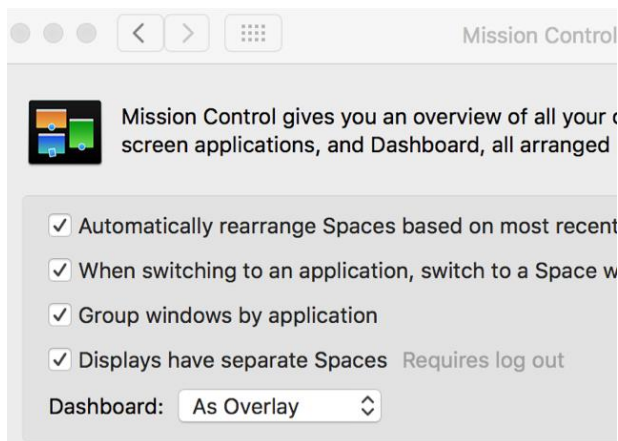 Mission Control
Mission Control gives you an overview of all your
screen applications, and Dashboard, all arranged
Automatically rearrange Spaces based on most recent
When switching to an application, switch to a Space
Group windows by application
Displays have separate Spaces Requires log out
Dashboard: As Overlay